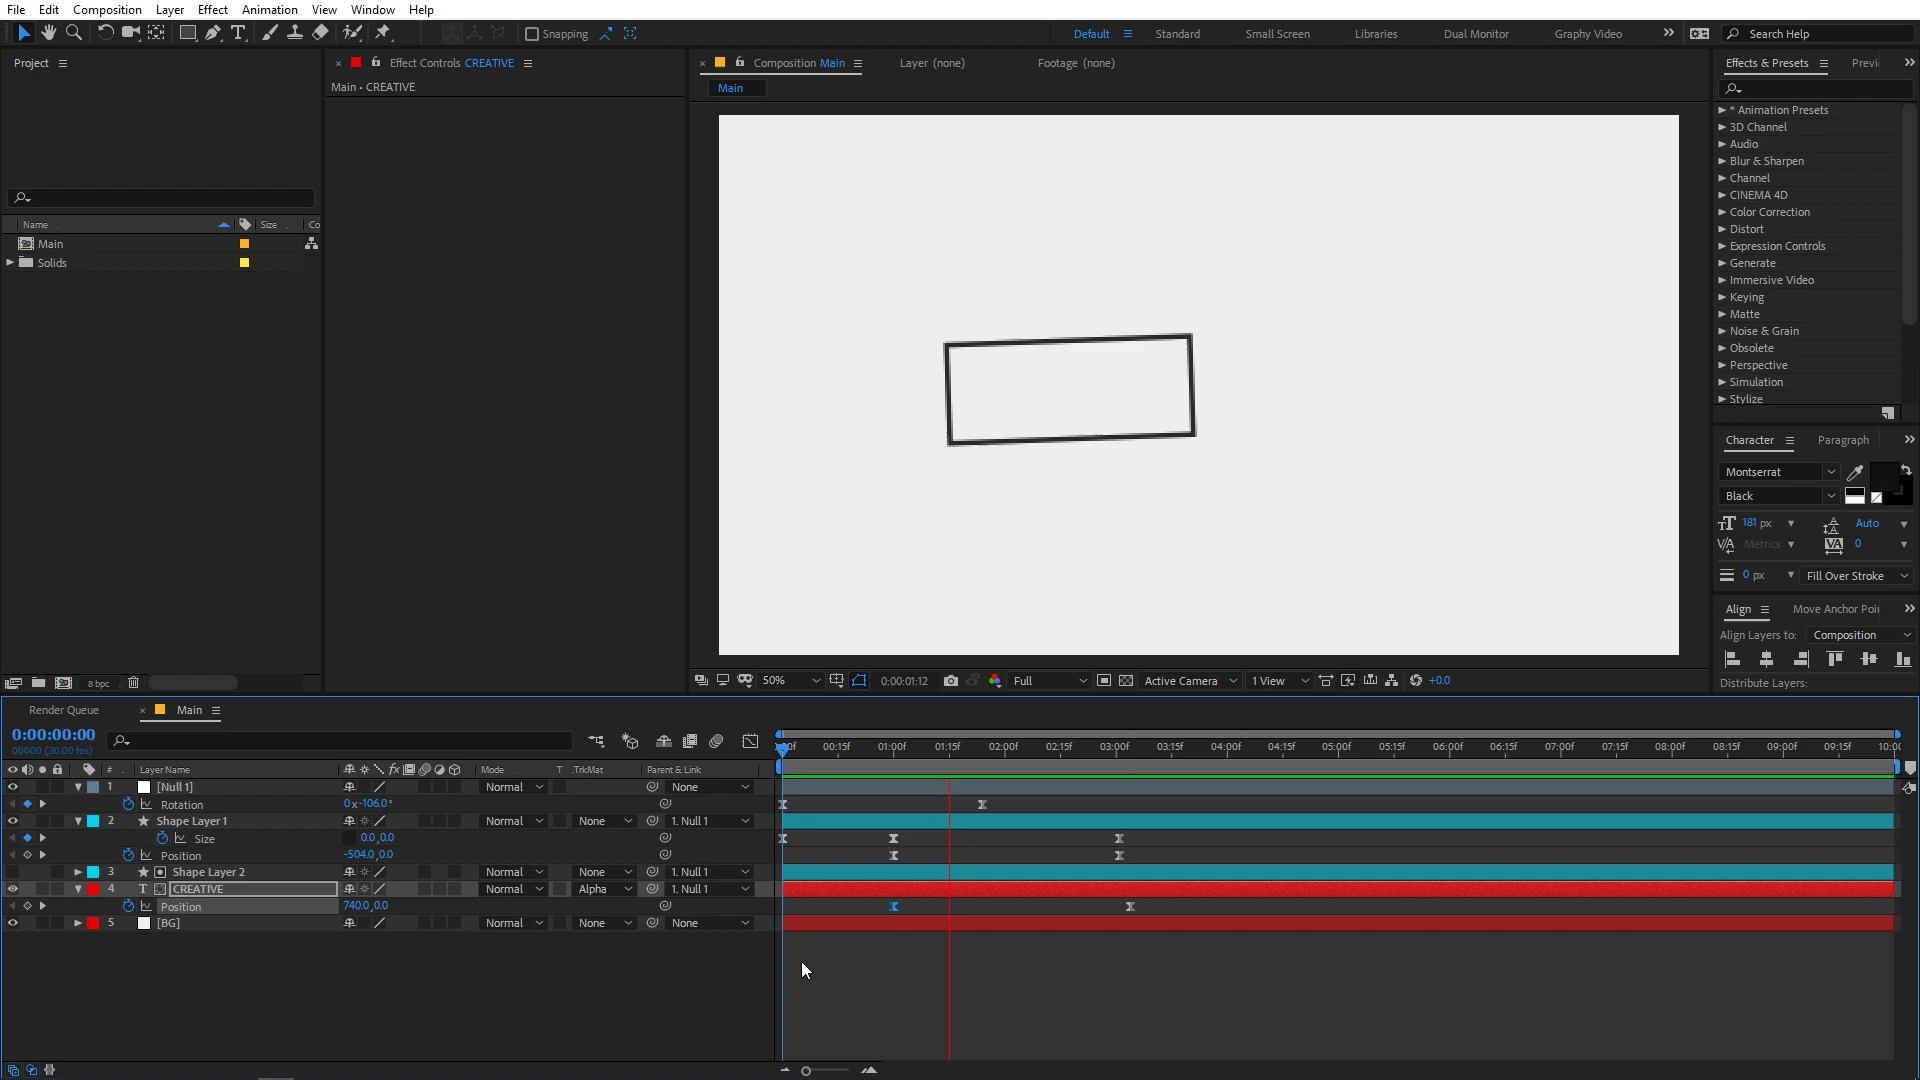 File Edit Composition Layer Effect Animation View Window Help
Snapping
Default Standard Small Screen Libraries Dual Monitor Graphy Video Search Help
Project
Effect Controls CREATIVE
Main • CREATIVE
Composition Main Layer (none) Footage (none)
Main
Effects & Presets Previ
* Animation Presets
3D Channel
Audio
Blur & Sharpen
Channel
CINEMA 4D
Color Correction
Distort
Expression Controls
Generate
Immersive Video
Keying
Matte
Noise & Grain
Obsolete
Perspective
Simulation
Stylize
Name Size Co
Main
Solids
Character Paragraph
Montserrat
Black
181 px Auto
Metrics 0
0 px Fill Over Stroke
Align Move Anchor Poi
Align Layers to: Composition
Distribute Layers:
8 bpc
50% 0:00:01:12 Full Active Camera 1 View +0.0
Render Queue Main
0:00:00:00
00000 (30.00 fps)
00f 00:15f 01:00f 01:15f 02:00f 02:15f 03:00f 03:15f 04:00f 04:15f 05:00f 05:15f 06:00f 06:15f 07:00f 07:15f 08:00f 08:15f 09:00f 09:15f 10:00
# Layer Name fx Mode T .TrkMat Parent & Link
1 [Null 1] Normal None
Rotation 0x-106.0°
2 Shape Layer 1 Normal None 1. Null 1
Size 0.0,0.0
Position -504.0,0.0
3 Shape Layer 2 Normal None 1. Null 1
4 T CREATIVE Normal Alpha 1. Null 1
Position 740.0,0.0
5 [BG] Normal None None